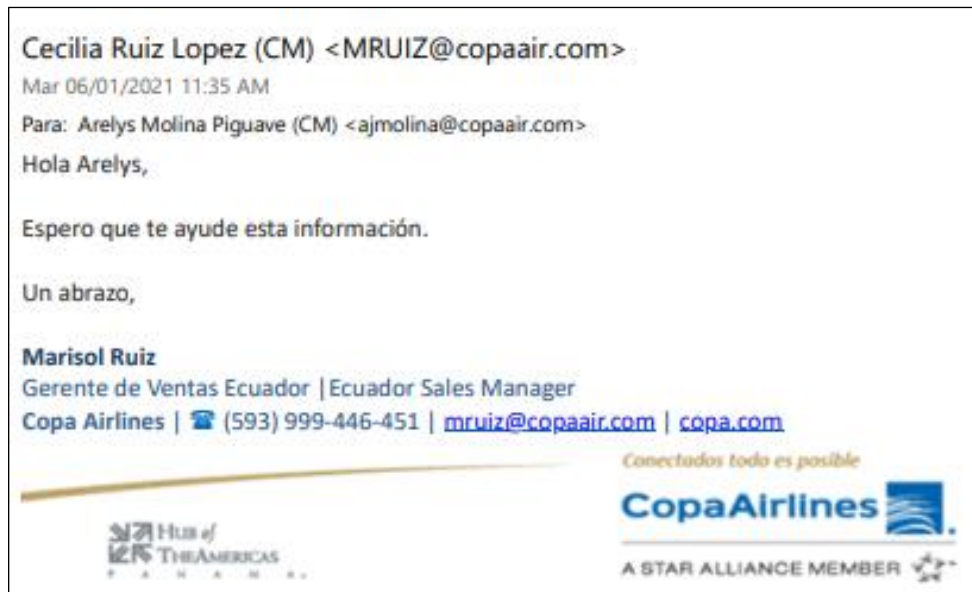 Cecilia Ruiz Lopez (CM) <MRUIZ@copaair.com>
Mar 06/01/2021 11:35 AM
Para: Arelys Molina Piguave (CM) <ajmolina@copaair.com>
Hola Arelys,
Espero que te ayude esta información.
Un abrazo,
Marisol Ruiz
Gerente de Ventas Ecuador |Ecuador Sales Manager
Copa Airlines | ☎ (593) 999-446-451 | mruiz@copaair.com | copa.com
Conectados todo es posible
CopaAirlines
HUB of
THEAMERICAS
PANAMA
A STAR ALLIANCE MEMBER